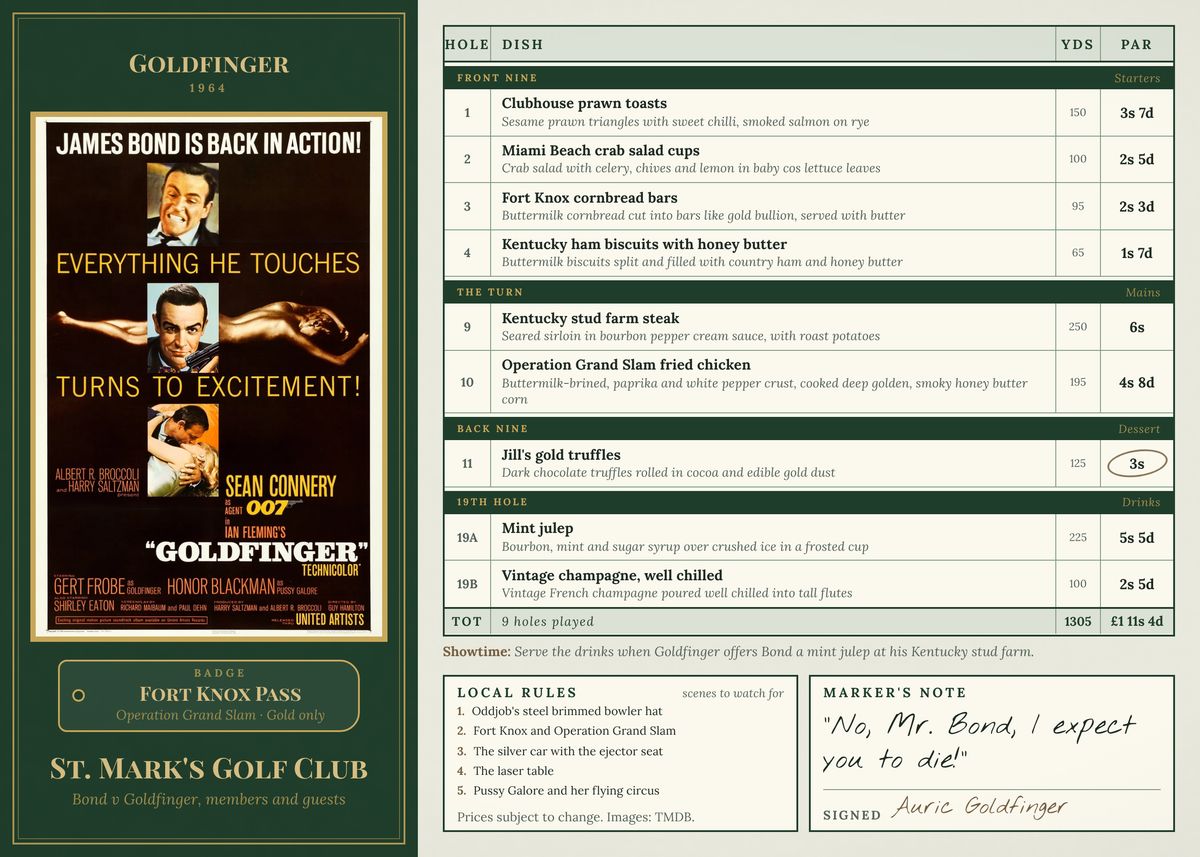 GOLDFINGER
1964
JAMES BOND IS BACK IN ACTION!
EVERYTHING HE TOUCHES
TURNS TO EXCITEMENT!
ALBERT R. BROCCOLI
and HARRY SALTZMAN
present
SEAN CONNERY
as
AGENT 007
in
IAN FLEMING'S
"GOLDFINGER"
TECHNICOLOR
GERT FROBE as GOLDFINGER HONOR BLACKMAN as PUSSY GALORE
SHIRLEY EATON RICHARD MAIBAUM and PAUL DEHN HARRY SALTZMAN and ALBERT R. BROCCOLI GUY HAMILTON
UNITED ARTISTS
BADGE
FORT KNOX PASS
Operation Grand Slam · Gold only
ST. MARK'S GOLF CLUB
Bond v Goldfinger, members and guests
HOLE DISH YDS PAR
FRONT NINE Starters
1 Clubhouse prawn toasts 150 3s 7d
Sesame prawn triangles with sweet chilli, smoked salmon on rye
2 Miami Beach crab salad cups 100 2s 5d
Crab salad with celery, chives and lemon in baby cos lettuce leaves
3 Fort Knox cornbread bars 95 2s 3d
Buttermilk cornbread cut into bars like gold bullion, served with butter
4 Kentucky ham biscuits with honey butter 65 1s 7d
Buttermilk biscuits split and filled with country ham and honey butter
THE TURN Mains
9 Kentucky stud farm steak 250 6s
Seared sirloin in bourbon pepper cream sauce, with roast potatoes
10 Operation Grand Slam fried chicken 195 4s 8d
Buttermilk-brined, paprika and white pepper crust, cooked deep golden, smoky honey butter
corn
BACK NINE Dessert
11 Jill's gold truffles 125 3s
Dark chocolate truffles rolled in cocoa and edible gold dust
19TH HOLE Drinks
19A Mint julep 225 5s 5d
Bourbon, mint and sugar syrup over crushed ice in a frosted cup
19B Vintage champagne, well chilled 100 2s 5d
Vintage French champagne poured well chilled into tall flutes
TOT 9 holes played 1305 £1 11s 4d
Showtime: Serve the drinks when Goldfinger offers Bond a mint julep at his Kentucky stud farm.
LOCAL RULES scenes to watch for
1. Oddjob's steel brimmed bowler hat
2. Fort Knox and Operation Grand Slam
3. The silver car with the ejector seat
4. The laser table
5. Pussy Galore and her flying circus
Prices subject to change. Images: TMDB.
MARKER'S NOTE
"No, Mr. Bond, I expect
you to die!"
SIGNED Auric Goldfinger